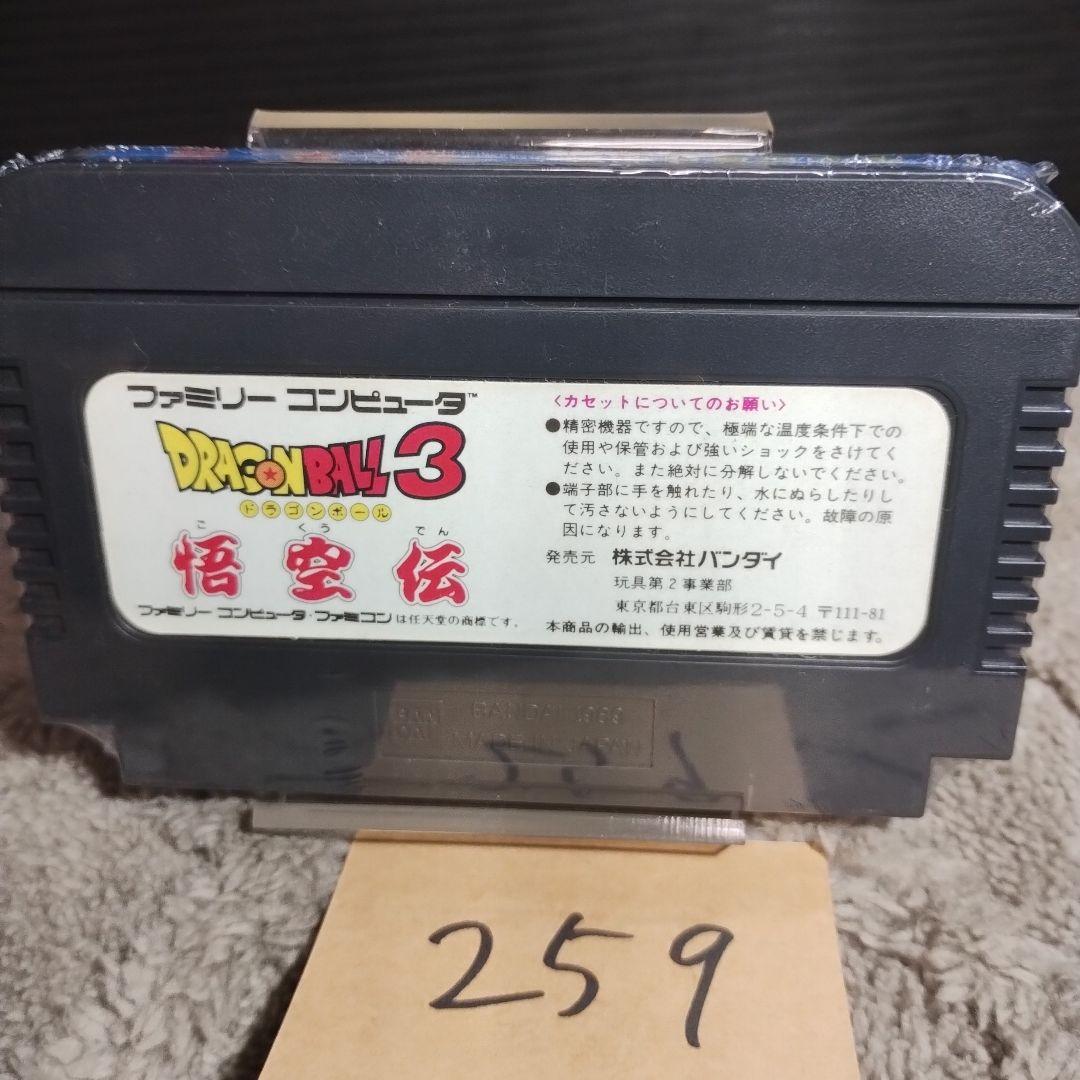 ファミリー コンピュータ™
DRAGON BALL 3
ドラゴンボール
ご くう でん
悟空伝
ファミリー コンピュータ・ファミコンは任天堂の商標です。
〈カセットについてのお願い〉
●精密機器ですので、極端な温度条件下での
使用や保管および強いショックをさけてく
ださい。また絶対に分解しないでください。
●端子部に手を触れたり、水にぬらしたりし
て汚さないようにしてください。故障の原
因になります。
発売元 株式会社バンダイ
玩具第2事業部
東京都台東区駒形2-5-4 〒111-81
本商品の輸出、使用営業及び賃貸を禁じます。
BAN
DAI
BANDAI 1989
MADE IN JAPAN
259